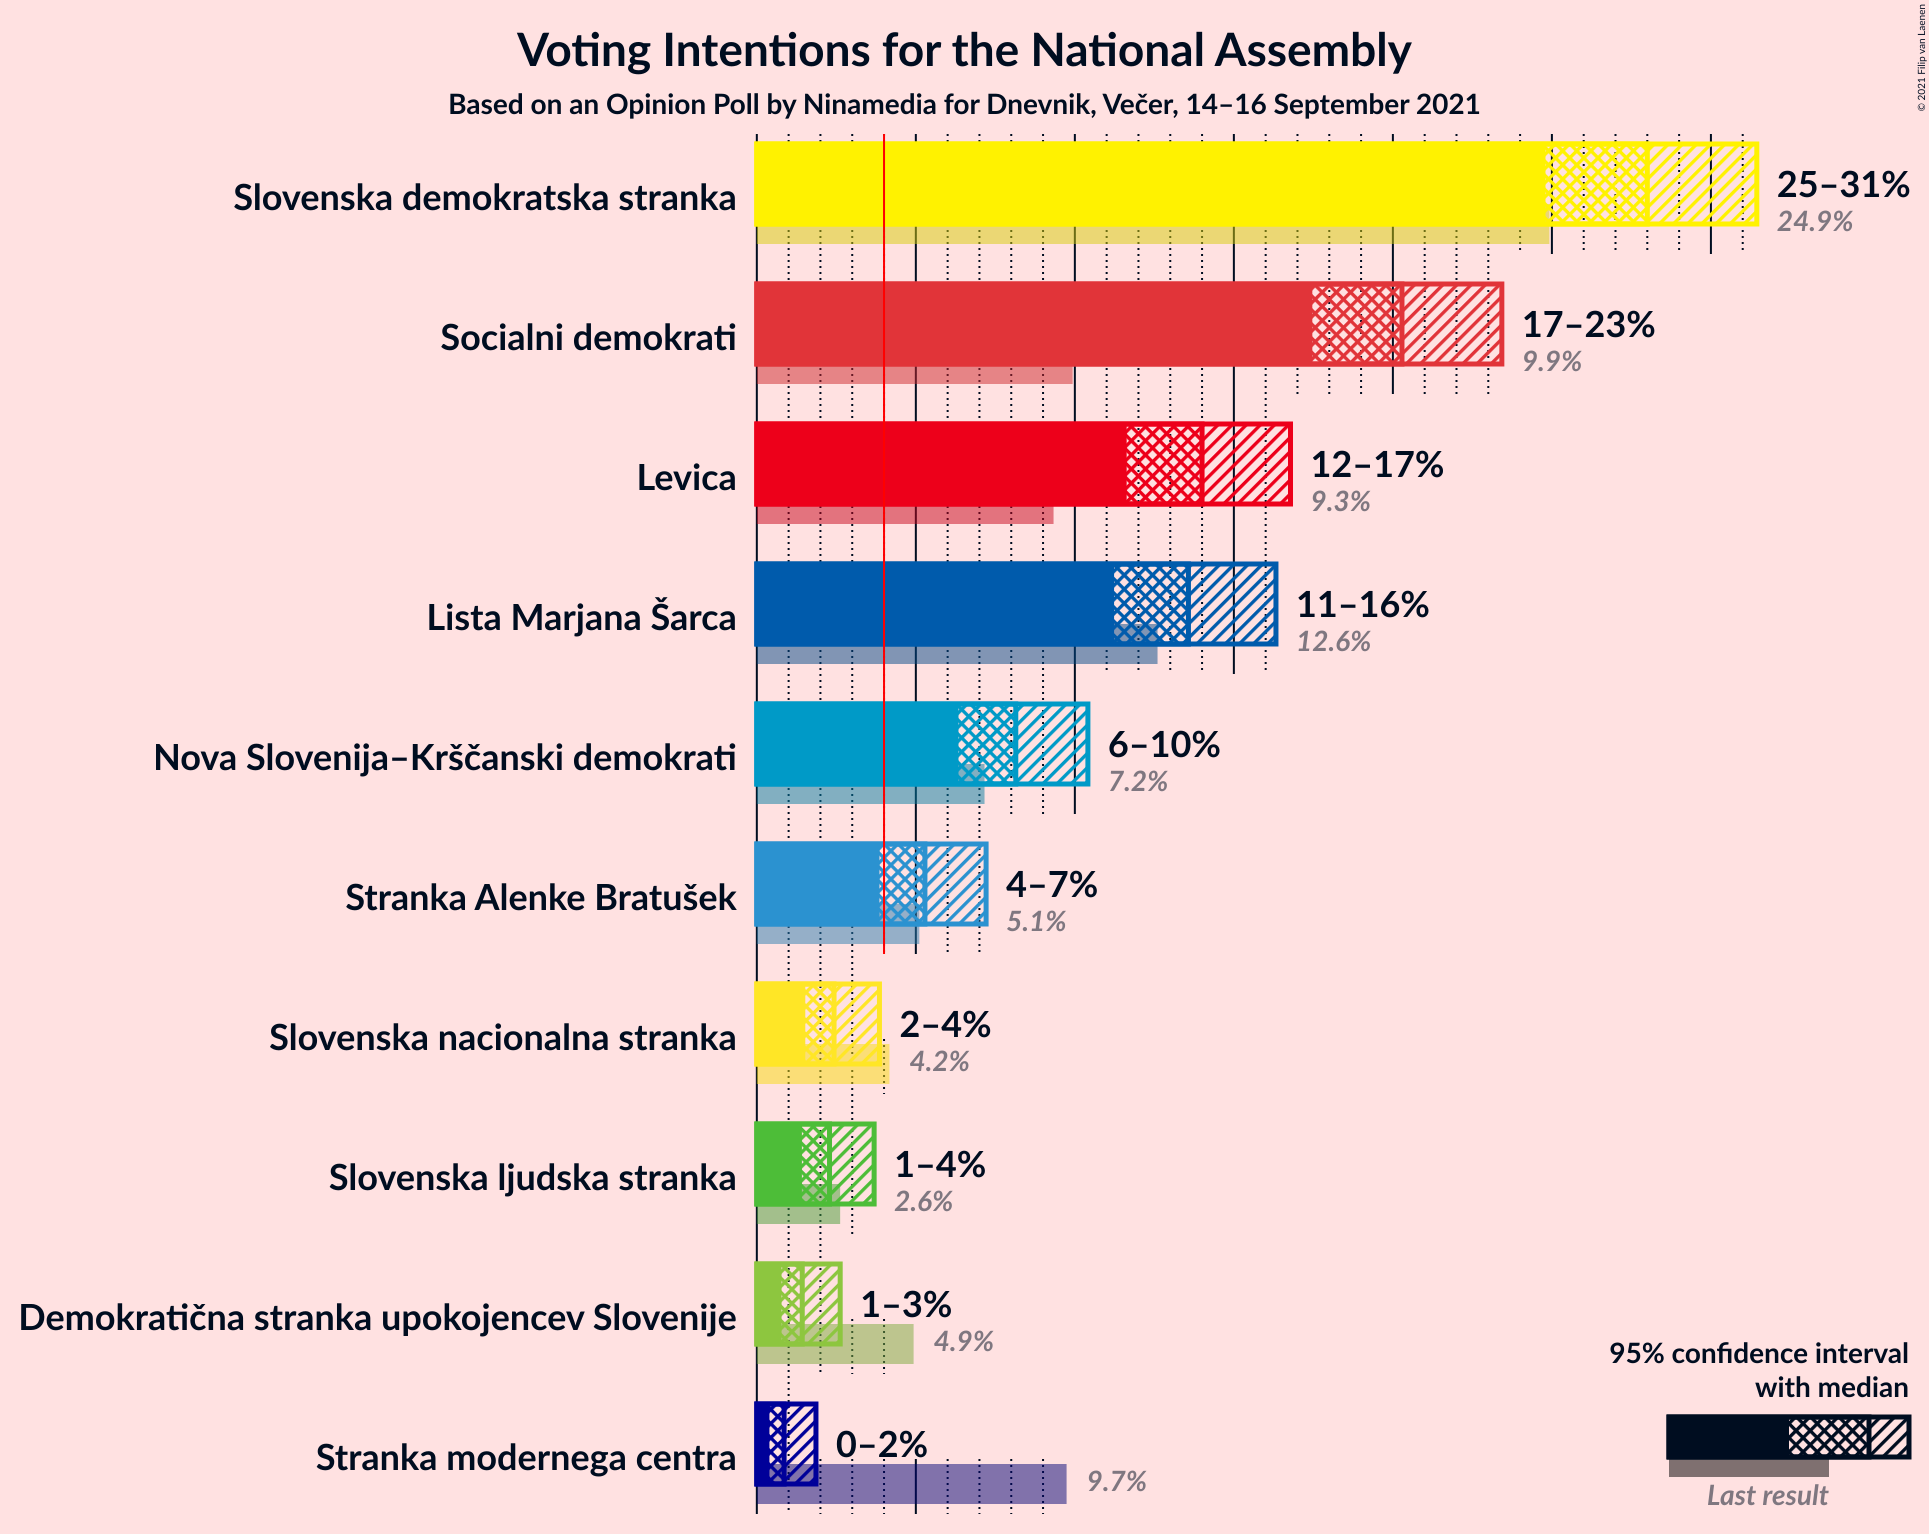 Voting Intentions for the National Assembly
Based on an Opinion Poll by Ninamedia for Dnevnik, Večer, 14–16 September 2021
© 2021 Filip van Laenen
Slovenska demokratska stranka
25–31%
24.9%
Socialni demokrati
17–23%
9.9%
Levica
12–17%
9.3%
Lista Marjana Šarca
11–16%
12.6%
Nova Slovenija–Krščanski demokrati
6–10%
7.2%
Stranka Alenke Bratušek
4–7%
5.1%
Slovenska nacionalna stranka
2–4%
4.2%
Slovenska ljudska stranka
1–4%
2.6%
Demokratična stranka upokojencev Slovenije
1–3%
4.9%
Stranka modernega centra
0–2%
9.7%
95% confidence interval
with median
Last result